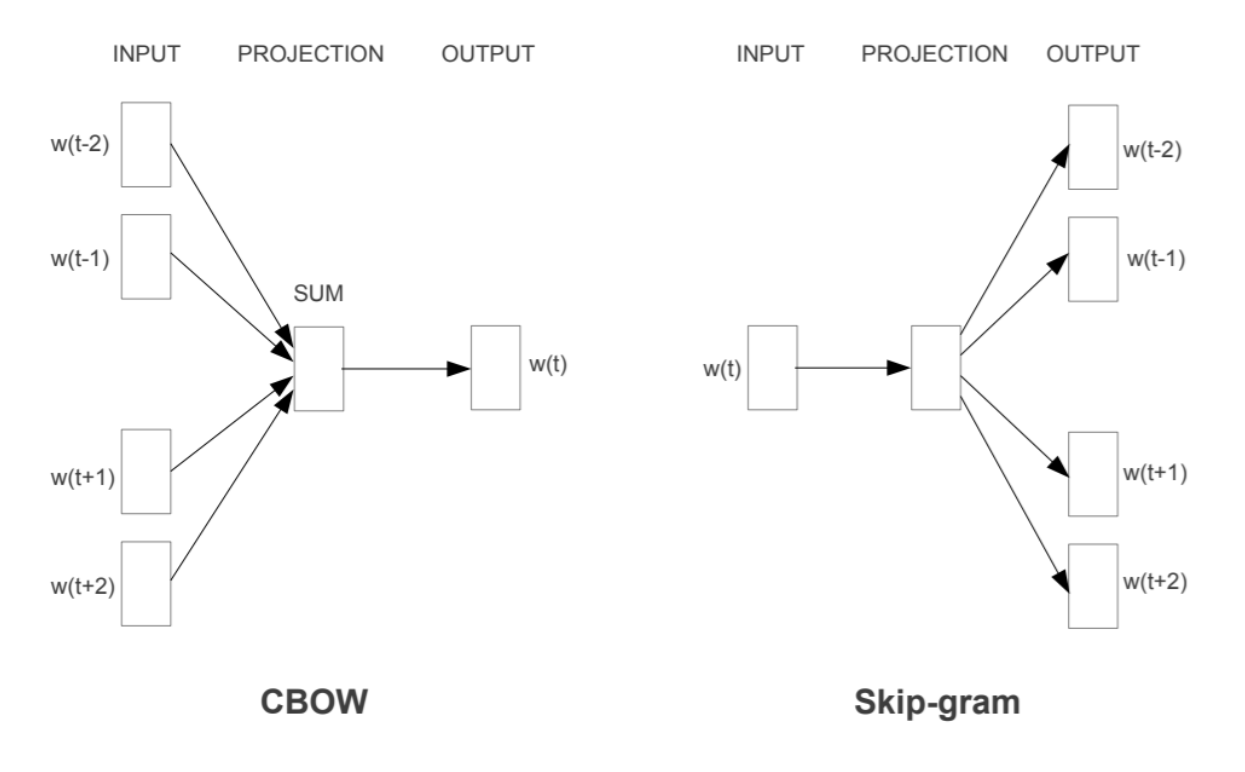 INPUT PROJECTION OUTPUT
w(t-2)
w(t-1)
SUM
w(t)
w(t+1)
w(t+2)
CBOW
INPUT PROJECTION OUTPUT
w(t-2)
w(t-1)
w(t)
w(t+1)
w(t+2)
Skip-gram